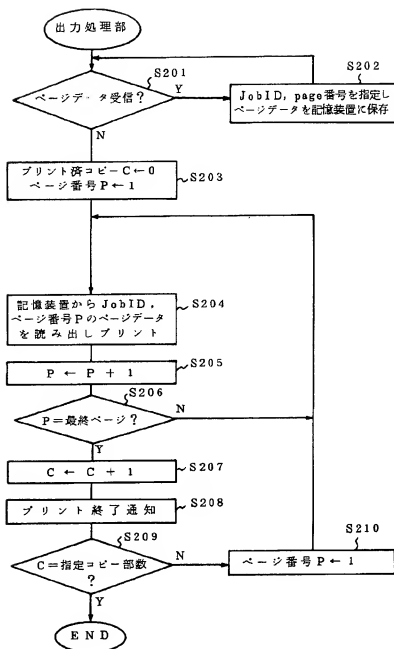 出力処理部
S201
ページデータ受信?
Y
N
S202
JobID,page番号を指定し
ページデータを記憶装置に保存
プリント済コピーC←0
ページ番号P←1
S203
記憶装置からJobID,
ページ番号Pのページデータ
を読み出しプリント
S204
P ← P + 1
S205
S206
P=最終ページ?
N
Y
C ← C + 1
S207
プリント終了通知
S208
S209
C=指定コピー部数
?
N
Y
S210
ページ番号P←1
END